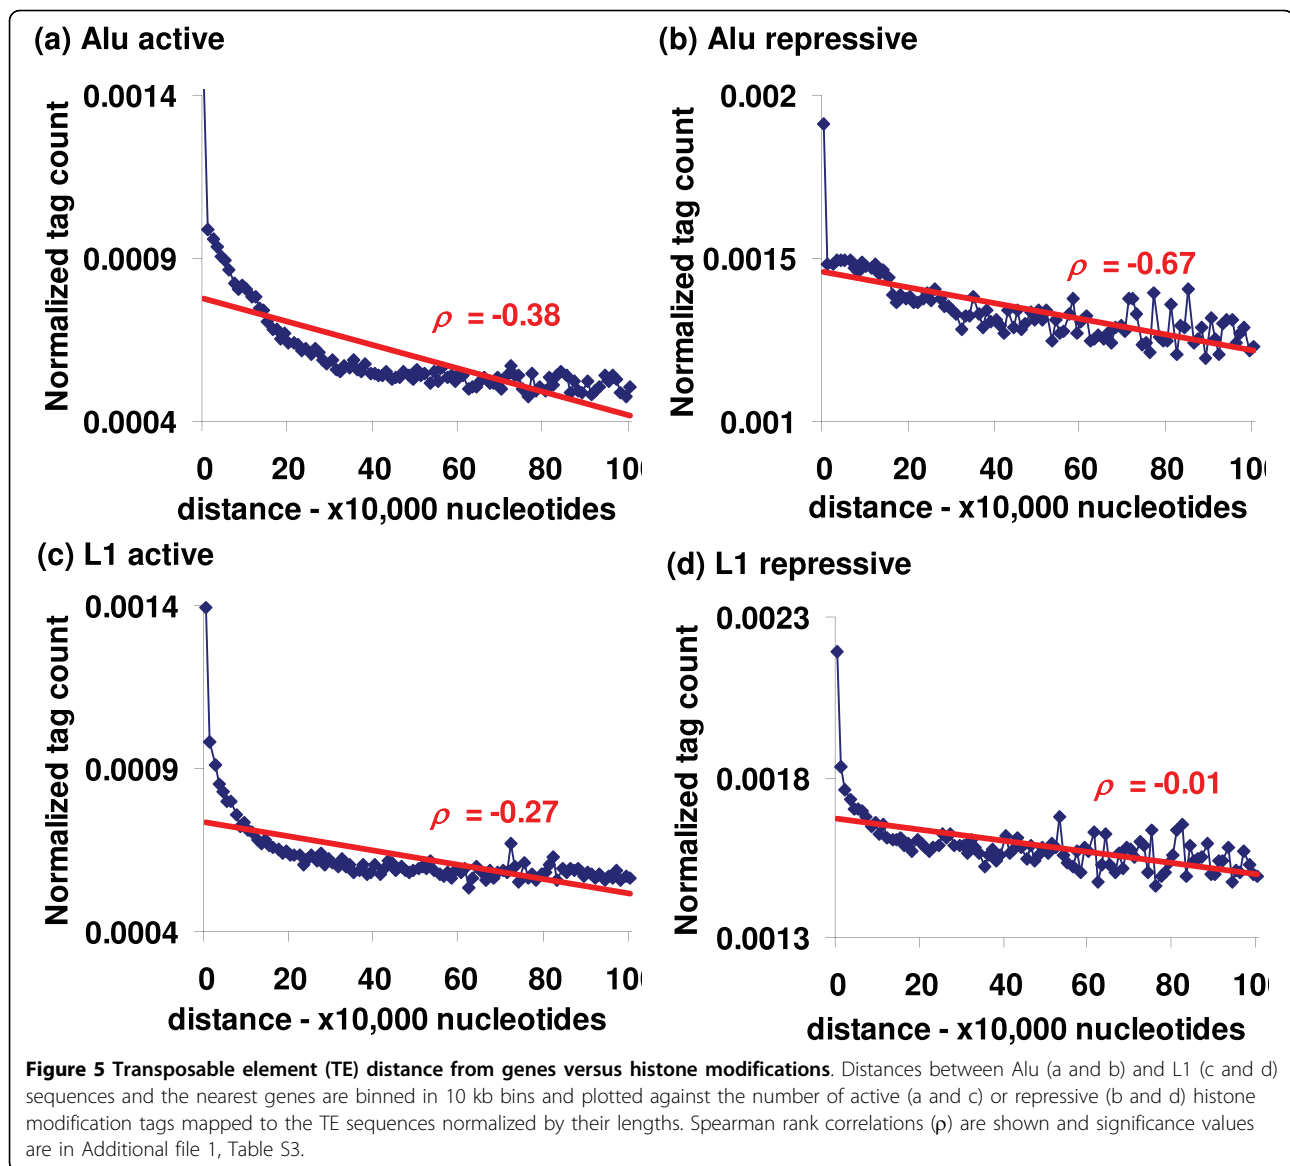 (a) Alu active
Normalized tag count
0.0014
0.0009
0.0004
ρ = -0.38
0 20 40 60 80 10
distance - x10,000 nucleotides
(b) Alu repressive
Normalized tag count
0.002
0.0015
0.001
ρ = -0.67
0 20 40 60 80 10
distance - x10,000 nucleotides
(c) L1 active
Normalized tag count
0.0014
0.0009
0.0004
ρ = -0.27
0 20 40 60 80 10
distance - x10,000 nucleotides
(d) L1 repressive
Normalized tag count
0.0023
0.0018
0.0013
ρ = -0.01
0 20 40 60 80 10
distance - x10,000 nucleotides
Figure 5 Transposable element (TE) distance from genes versus histone modifications. Distances between Alu (a and b) and L1 (c and d)
sequences and the nearest genes are binned in 10 kb bins and plotted against the number of active (a and c) or repressive (b and d) histone
modification tags mapped to the TE sequences normalized by their lengths. Spearman rank correlations (ρ) are shown and significance values
are in Additional file 1, Table S3.